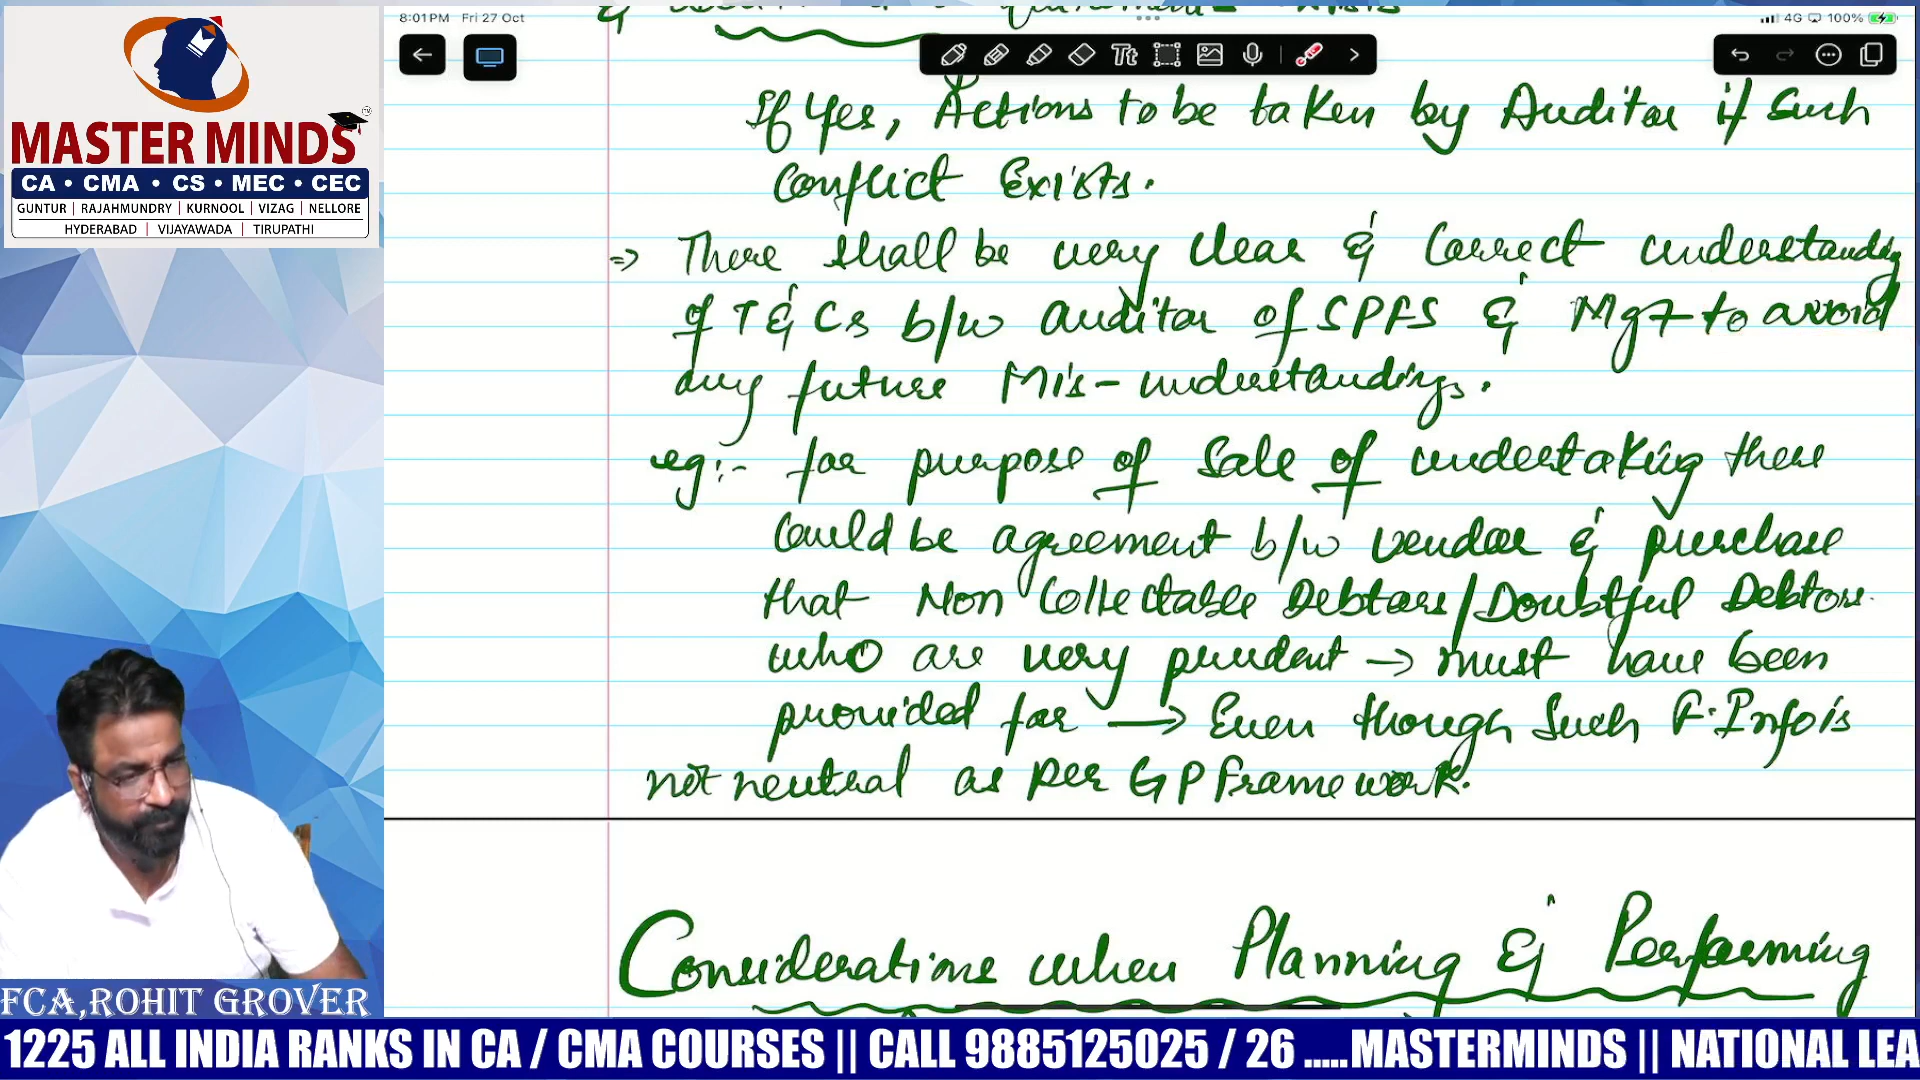 8:01PM Fri 27 Oct
4G 100%
Tt
MASTER MINDS
CA • CMA • CS • MEC • CEC
GUNTUR | RAJAHMUNDRY | KURNOOL | VIZAG | NELLORE
HYDERABAD | VIJAYAWADA | TIRUPATHI
If Yes, Actions to be taken by Auditor if Such
Conflict Exists.
=> There shall be very clear & Correct understanding
of T & Cs b/w auditor of SPFS & Mgt to avoid
any future Mis-understandings.
eg:- for purpose of Sale of undertaking there
Could be agreement b/w vendor & purchase
that Non Collectable Debtors/Doubtful Debtors.
who are very prudent → must have been
provided for → Even though Such F.Info is
not neutral as per GP Framework.
Considerations when Planning & Performing
FCA,ROHIT GROVER
1225 ALL INDIA RANKS IN CA / CMA COURSES || CALL 9885125025 / 26 .....MASTERMINDS || NATIONAL LEA